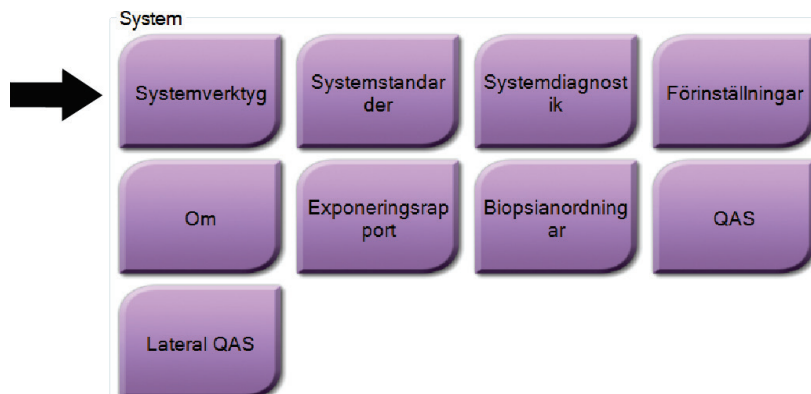 System
Systemverktyg
Systemstandar
der
Systemdiagnost
ik
Förinställningar
Om
Exponeringsrap
port
Biopsianordning
ar
QAS
Lateral QAS